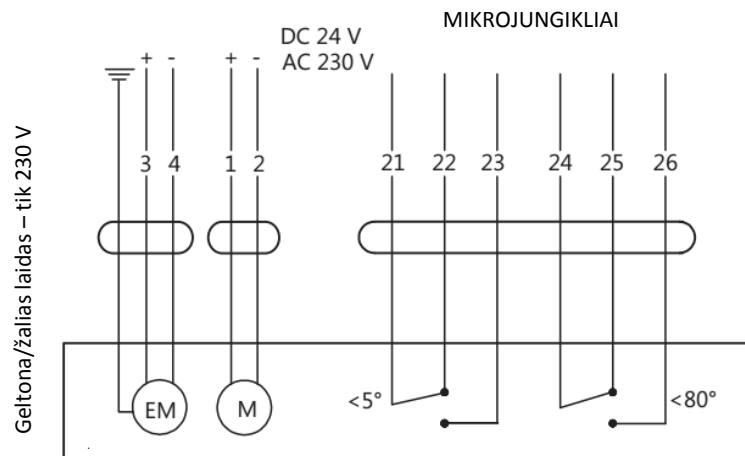 MIKROJUNGIKLIAI
DC 24 V
AC 230 V
+ - + -
3 4 1 2 21 22 23 24 25 26
Geltona/žalias laidas – tik 230 V
EM M <5° <80°